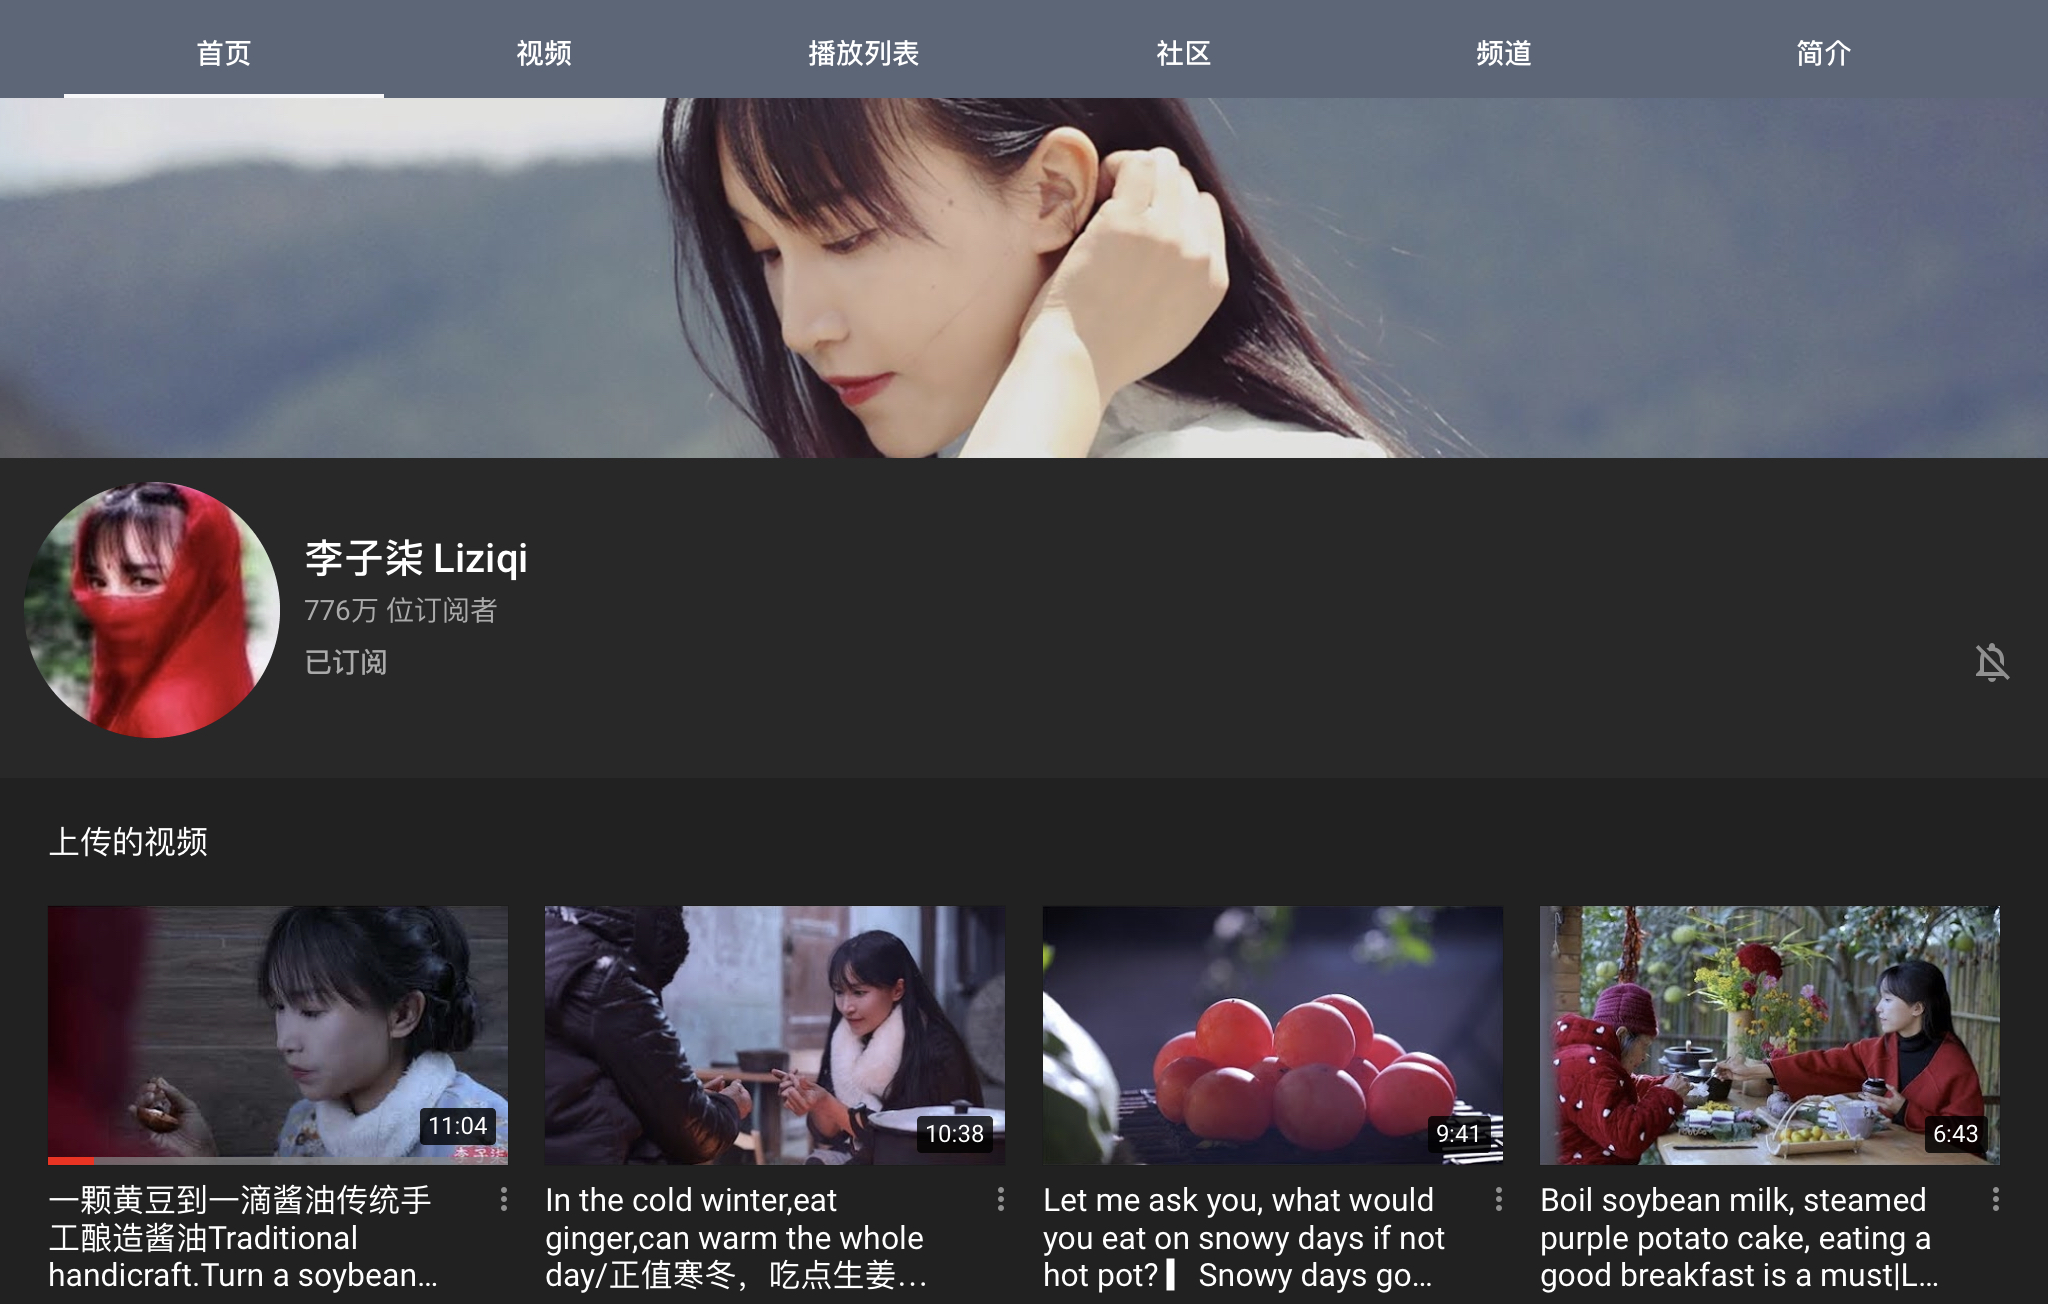 首页
视频
播放列表
社区
频道
简介
李子柒 Liziqi
776万 位订阅者
已订阅
上传的视频
11:04
李子柒
一颗黄豆到一滴酱油传统手
工酿造酱油Traditional
handicraft.Turn a soybean...
10:38
In the cold winter,eat
ginger,can warm the whole
day/正值寒冬，吃点生姜...
9:41
Let me ask you, what would
you eat on snowy days if not
hot pot?▎Snowy days go...
6:43
Boil soybean milk, steamed
purple potato cake, eating a
good breakfast is a must|L...